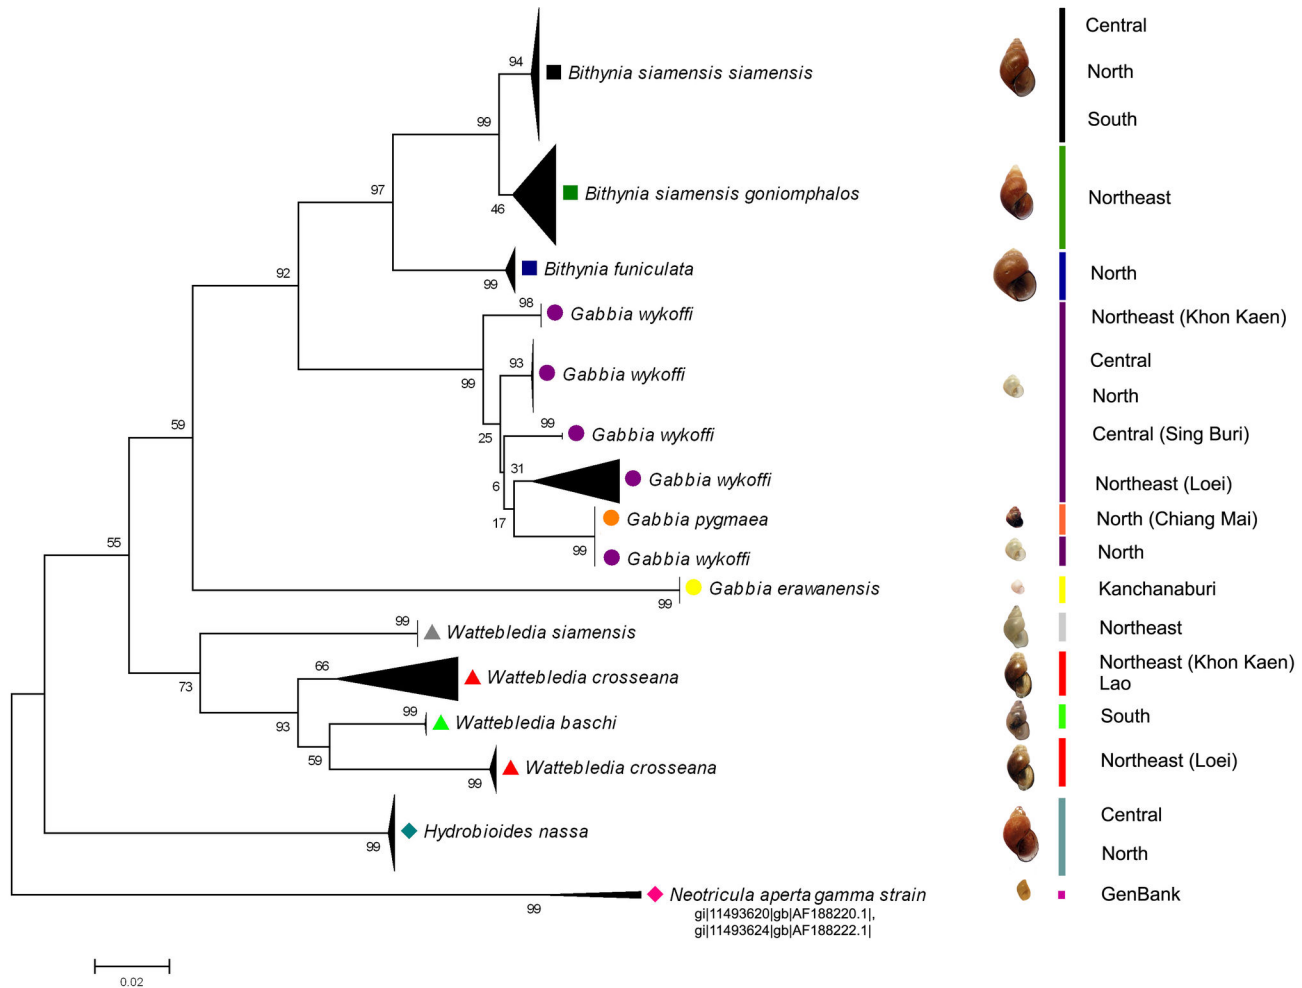 Central
94
Bithynia siamensis siamensis
North
99
South
97
Bithynia siamensis goniomphalos
Northeast
46
92
Bithynia funiculata
North
99
98
Gabbia wykoffi
Northeast (Khon Kaen)
Central
93
Gabbia wykoffi
99
North
59
99
Gabbia wykoffi
Central (Sing Buri)
25
31
Gabbia wykoffi
Northeast (Loei)
6
17
Gabbia pygmaea
North (Chiang Mai)
55
99
Gabbia wykoffi
North
Gabbia erawanensis
Kanchanaburi
99
99
Wattebledia siamensis
Northeast
66
Wattebledia crosseana
Northeast (Khon Kaen)
Lao
73
99
Wattebledia baschi
South
93
59
Wattebledia crosseana
Northeast (Loei)
99
Central
Hydrobioides nassa
99
North
Neotricula aperta gamma strain
GenBank
99
gi|11493620|gb|AF188220.1|,
gi|11493624|gb|AF188222.1|
0.02